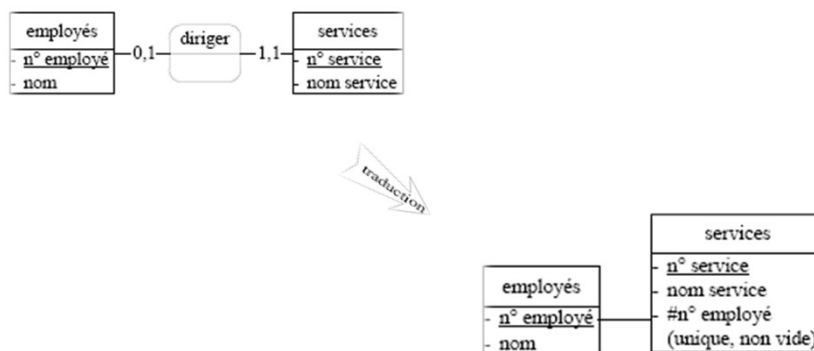 employés
- n° employé
- nom
0,1
diriger
1,1
services
- n° service
- nom service
traduction
employés
- n° employé
- nom
services
- n° service
- nom service
- #n° employé
(unique, non vide)